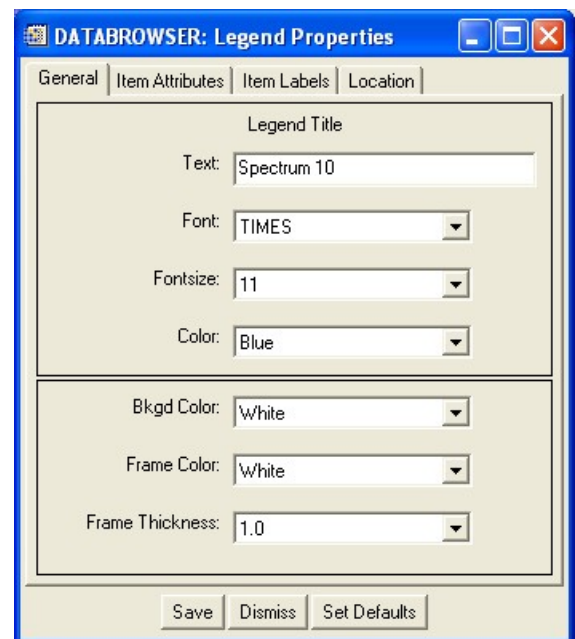 DATABROWSER: Legend Properties
General Item Attributes Item Labels Location
Legend Title
Text: Spectrum 10
Font: TIMES
Fontsize: 11
Color: Blue
Bkgd Color: White
Frame Color: White
Frame Thickness: 1.0
Save Dismiss Set Defaults